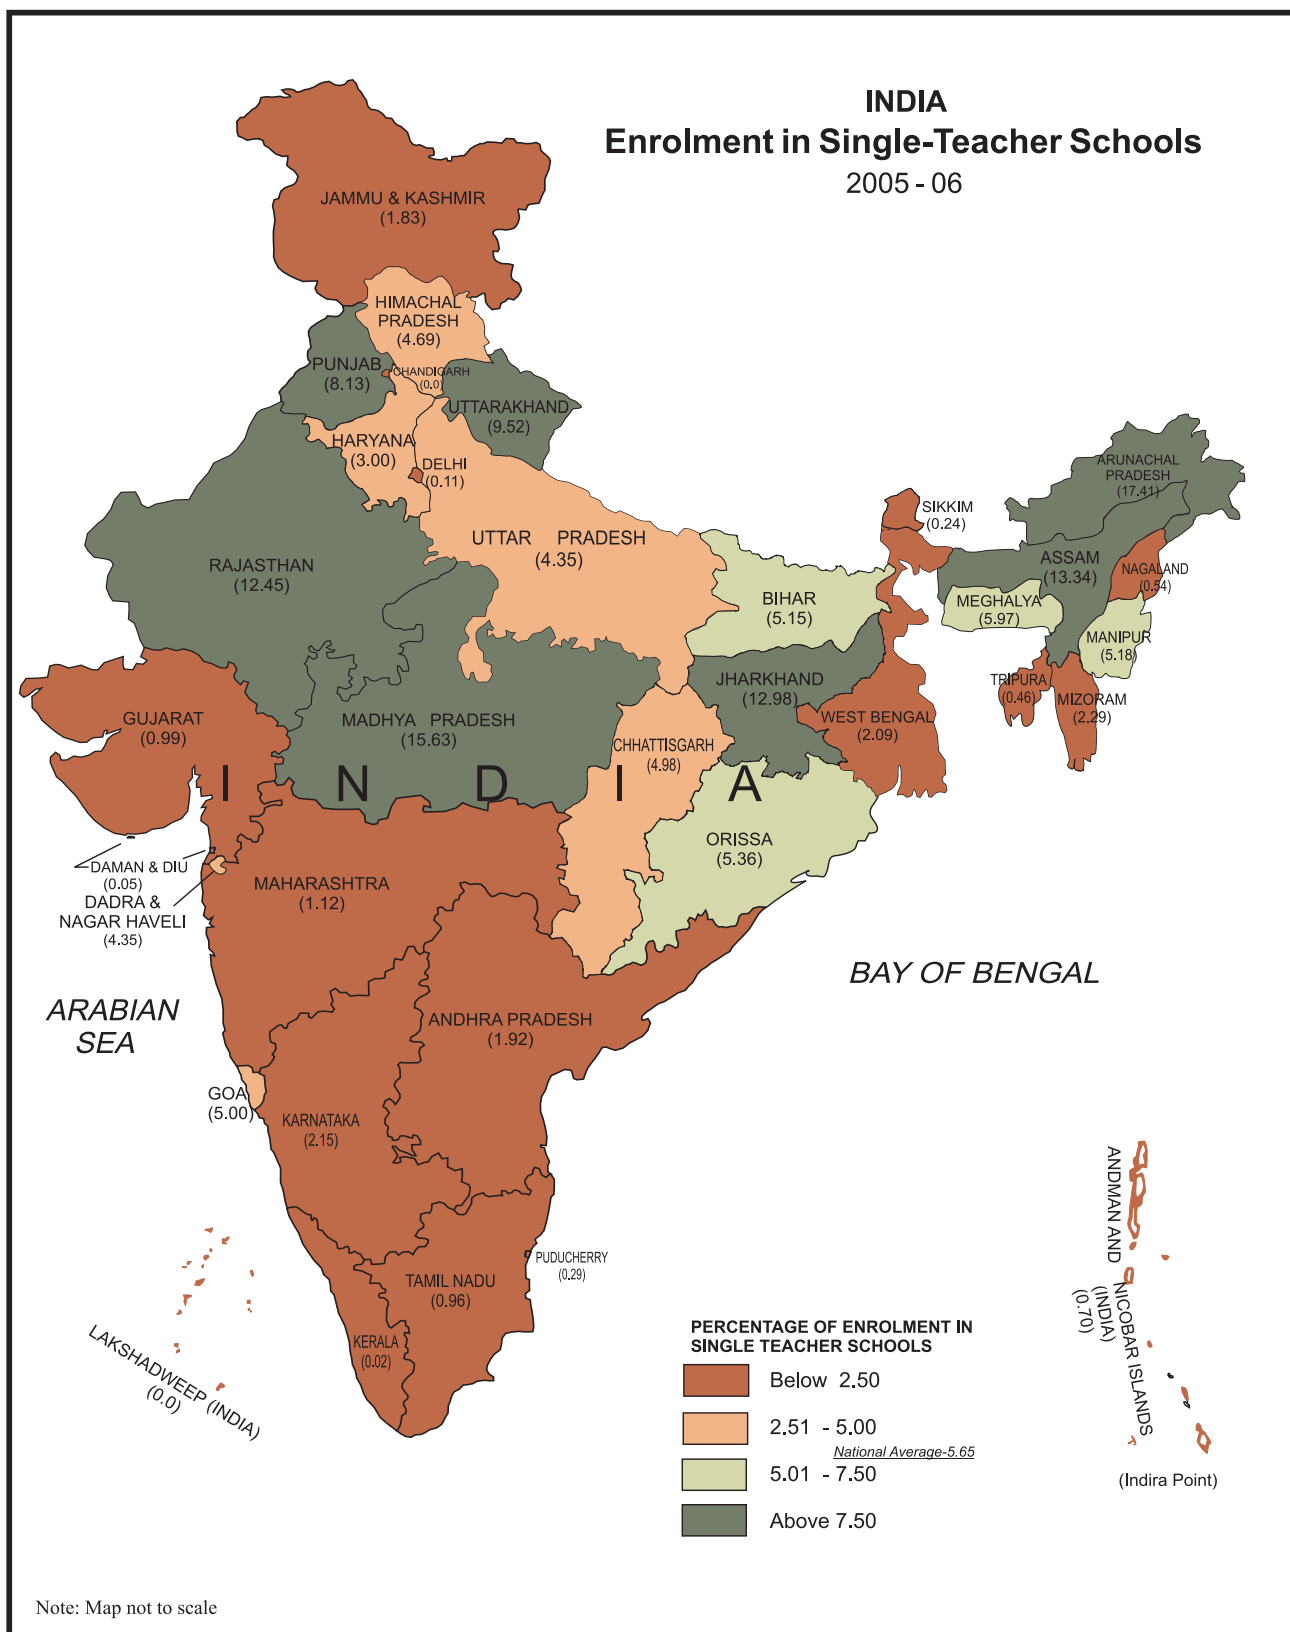 INDIA
Enrolment in Single-Teacher Schools
2005 - 06
JAMMU & KASHMIR
(1.83)
HIMACHAL
PRADESH
(4.69)
PUNJAB
(8.13)
CHANDIGARH
(0.0)
UTTARAKHAND
(9.52)
HARYANA
(3.00)
DELHI
(0.11)
ARUNACHAL
PRADESH
(17.41)
SIKKIM
(0.24)
UTTAR PRADESH
(4.35)
RAJASTHAN
(12.45)
ASSAM
(13.34)
NAGALAND
(0.54)
BIHAR
(5.15)
MEGHALYA
(5.97)
MANIPUR
(5.18)
TRIPURA
(0.46)
MIZORAM
(2.29)
JHARKHAND
(12.98)
WEST BENGAL
(2.09)
GUJARAT
(0.99)
MADHYA PRADESH
(15.63)
CHHATTISGARH
(4.98)
I N D I A
ORISSA
(5.36)
DAMAN & DIU
(0.05)
DADRA &
NAGAR HAVELI
(4.35)
MAHARASHTRA
(1.12)
BAY OF BENGAL
ARABIAN
SEA
ANDHRA PRADESH
(1.92)
GOA
(5.00)
KARNATAKA
(2.15)
PUDUCHERRY
(0.29)
TAMIL NADU
(0.96)
KERALA
(0.02)
LAKSHADWEEP (INDIA)
(0.0)
ANDMAN AND
NICOBAR ISLANDS
(INDIA)
(0.70)
(Indira Point)
PERCENTAGE OF ENROLMENT IN
SINGLE TEACHER SCHOOLS
Below 2.50
2.51 - 5.00
National Average-5.65
5.01 - 7.50
Above 7.50
Note: Map not to scale